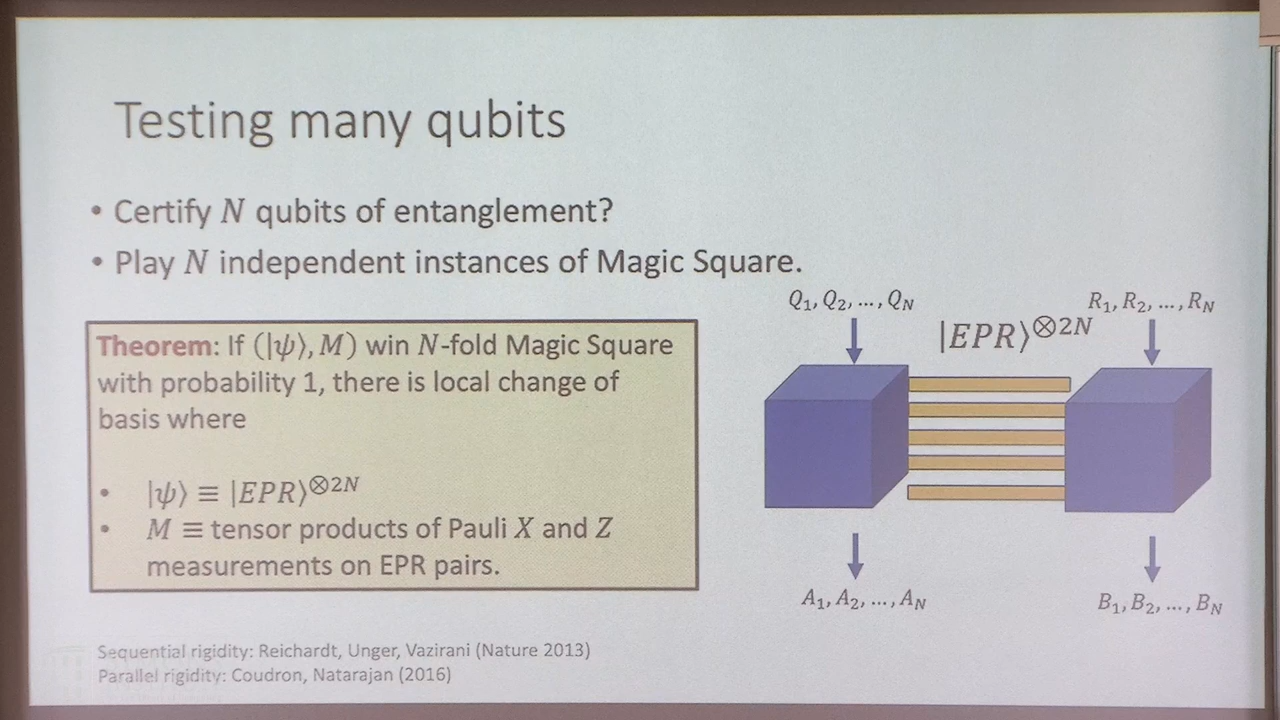 Testing many qubits
• Certify N qubits of entanglement?
• Play N independent instances of Magic Square.
Theorem: If (|ψ⟩, M) win N-fold Magic Square
with probability 1, there is local change of
basis where
• |ψ⟩ ≡ |EPR⟩^{⊗2N}
• M ≡ tensor products of Pauli X and Z
measurements on EPR pairs.
Q₁, Q₂, ..., Q_N
R₁, R₂, ..., R_N
|EPR⟩^{⊗2N}
A₁, A₂, ..., A_N
B₁, B₂, ..., B_N
Sequential rigidity: Reichardt, Unger, Vazirani (Nature 2013)
Parallel rigidity: Coudron, Natarajan (2016)